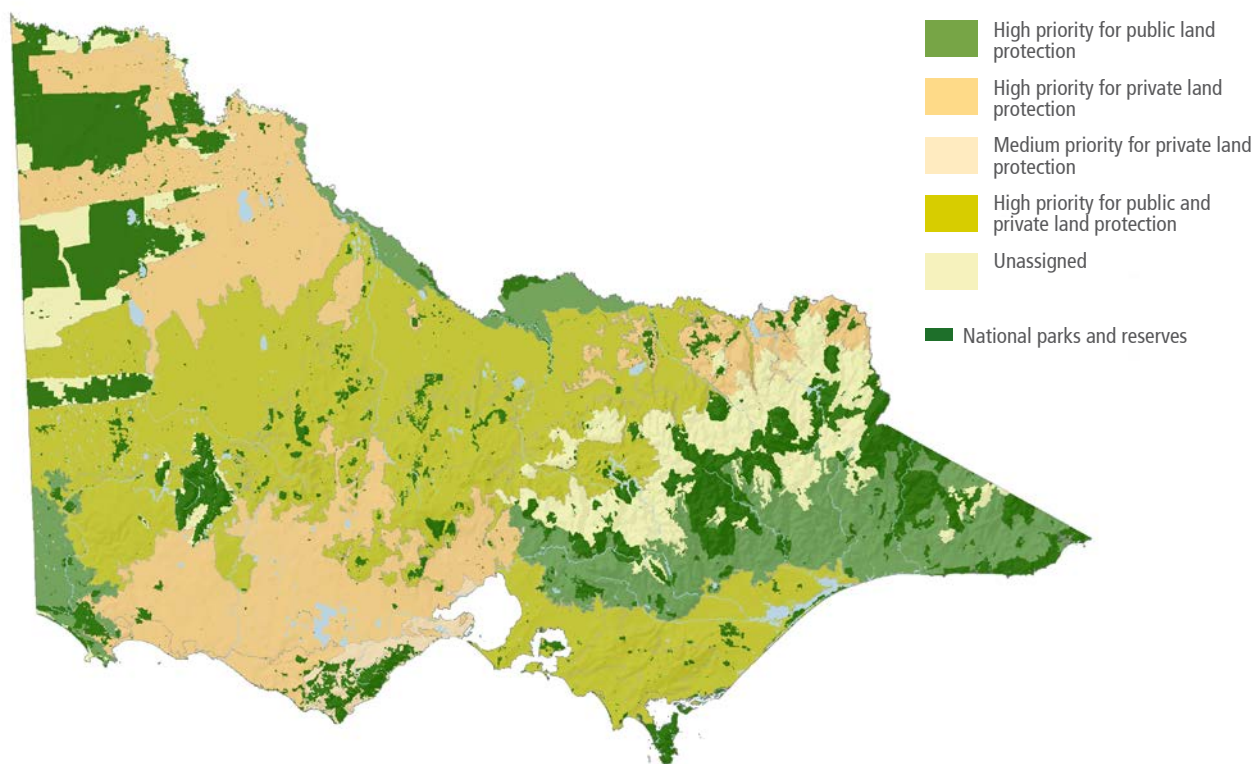 High priority for public land
protection
High priority for private land
protection
Medium priority for private land
protection
High priority for public and
private land protection
Unassigned
National parks and reserves